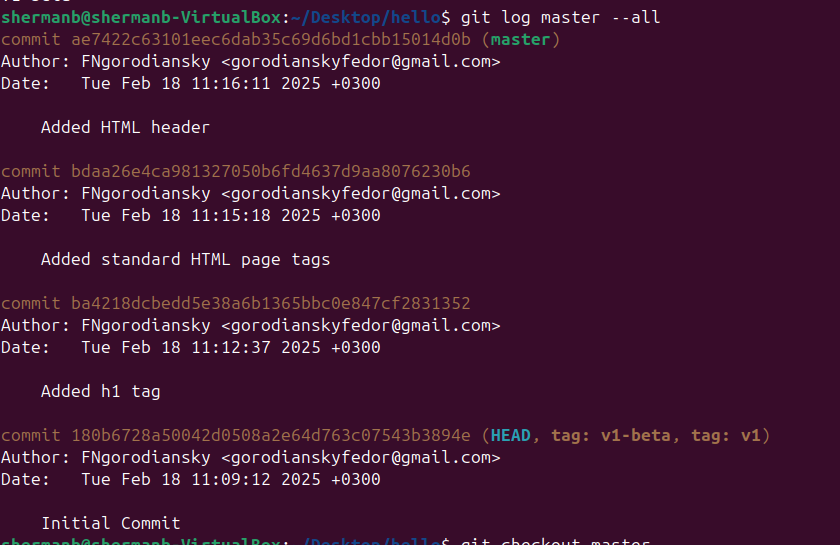 shermanb@shermanb-VirtualBox:~/Desktop/hello$ git log master --all
commit ae7422c63101eec6dab35c69d6bd1cbb15014d0b (master)
Author: FNgorodiansky <gorodianskyfedor@gmail.com>
Date:   Tue Feb 18 11:16:11 2025 +0300
Added HTML header
commit bdaa26e4ca981327050b6fd4637d9aa8076230b6
Author: FNgorodiansky <gorodianskyfedor@gmail.com>
Date:   Tue Feb 18 11:15:18 2025 +0300
Added standard HTML page tags
commit ba4218dcbedd5e38a6b1365bbc0e847cf2831352
Author: FNgorodiansky <gorodianskyfedor@gmail.com>
Date:   Tue Feb 18 11:12:37 2025 +0300
Added h1 tag
commit 180b6728a50042d0508a2e64d763c07543b3894e (HEAD, tag: v1-beta, tag: v1)
Author: FNgorodiansky <gorodianskyfedor@gmail.com>
Date:   Tue Feb 18 11:09:12 2025 +0300
Initial Commit
shermanb@shermanb-VirtualBox:~/Desktop/hello$ git checkout master